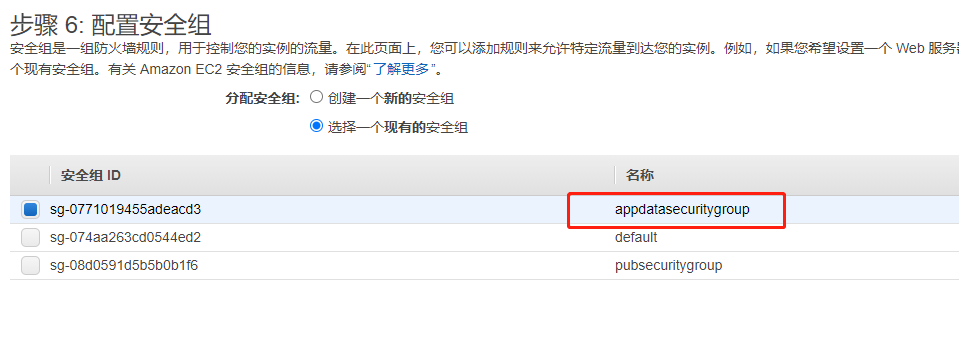 步骤 6: 配置安全组
安全组是一组防火墙规则，用于控制您的实例的流量。在此页面上，您可以添加规则来允许特定流量到达您的实例。例如，如果您希望设置一个 Web 服务
个现有安全组。有关 Amazon EC2 安全组的信息，请参阅“了解更多”。
分配安全组: 创建一个新的安全组
选择一个现有的安全组
安全组 ID 名称
sg-0771019455adeacd3 appdatasecuritygroup
sg-074aa263cd0544ed2 default
sg-08d0591d5b5b0b1f6 pubsecuritygroup